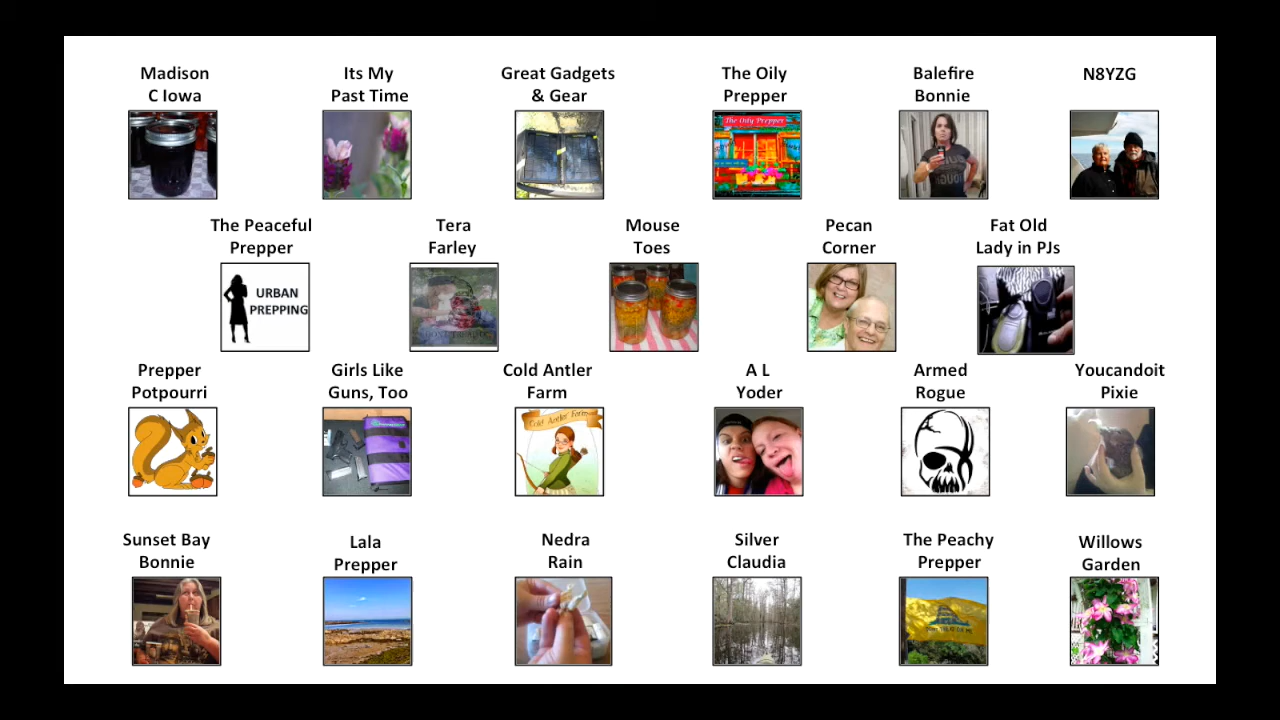 Madison
C Iowa
Its My
Past Time
Great Gadgets
& Gear
The Oily
Prepper
Balefire
Bonnie
N8YZG
The Oily Prepper
The Peaceful
Prepper
Tera
Farley
Mouse
Toes
Pecan
Corner
Fat Old
Lady in PJs
URBAN
PREPPING
Prepper
Potpourri
Girls Like
Guns, Too
Cold Antler
Farm
A L
Yoder
Armed
Rogue
Youcandoit
Pixie
Cold Antler Farm
Sunset Bay
Bonnie
Lala
Prepper
Nedra
Rain
Silver
Claudia
The Peachy
Prepper
Willows
Garden